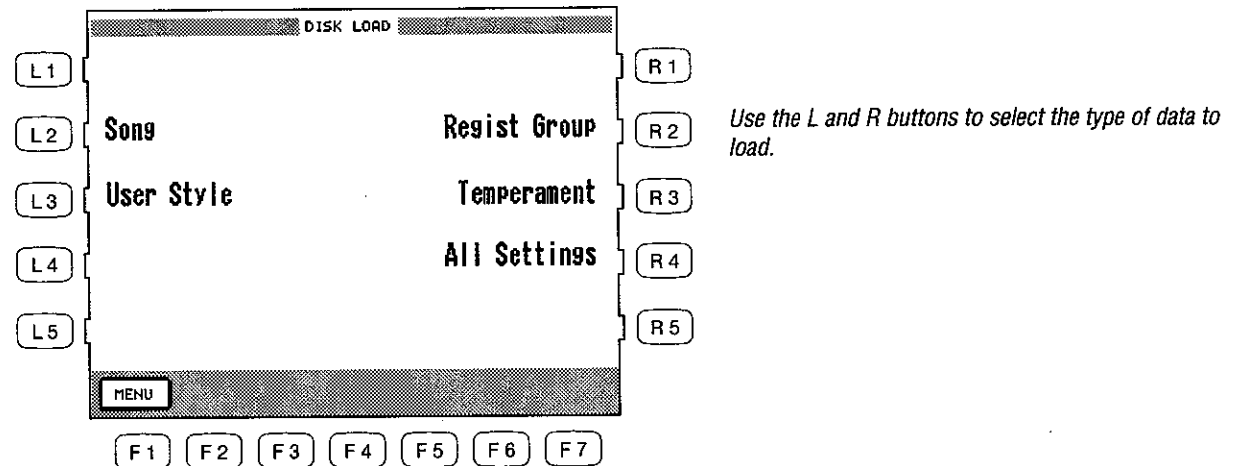 DISK LOAD
L1
R1
L2 Song Regist Group R2
Use the L and R buttons to select the type of data to
load.
L3 User Style Temperament R3
L4 All Settings R4
L5 R5
MENU
F1 F2 F3 F4 F5 F6 F7